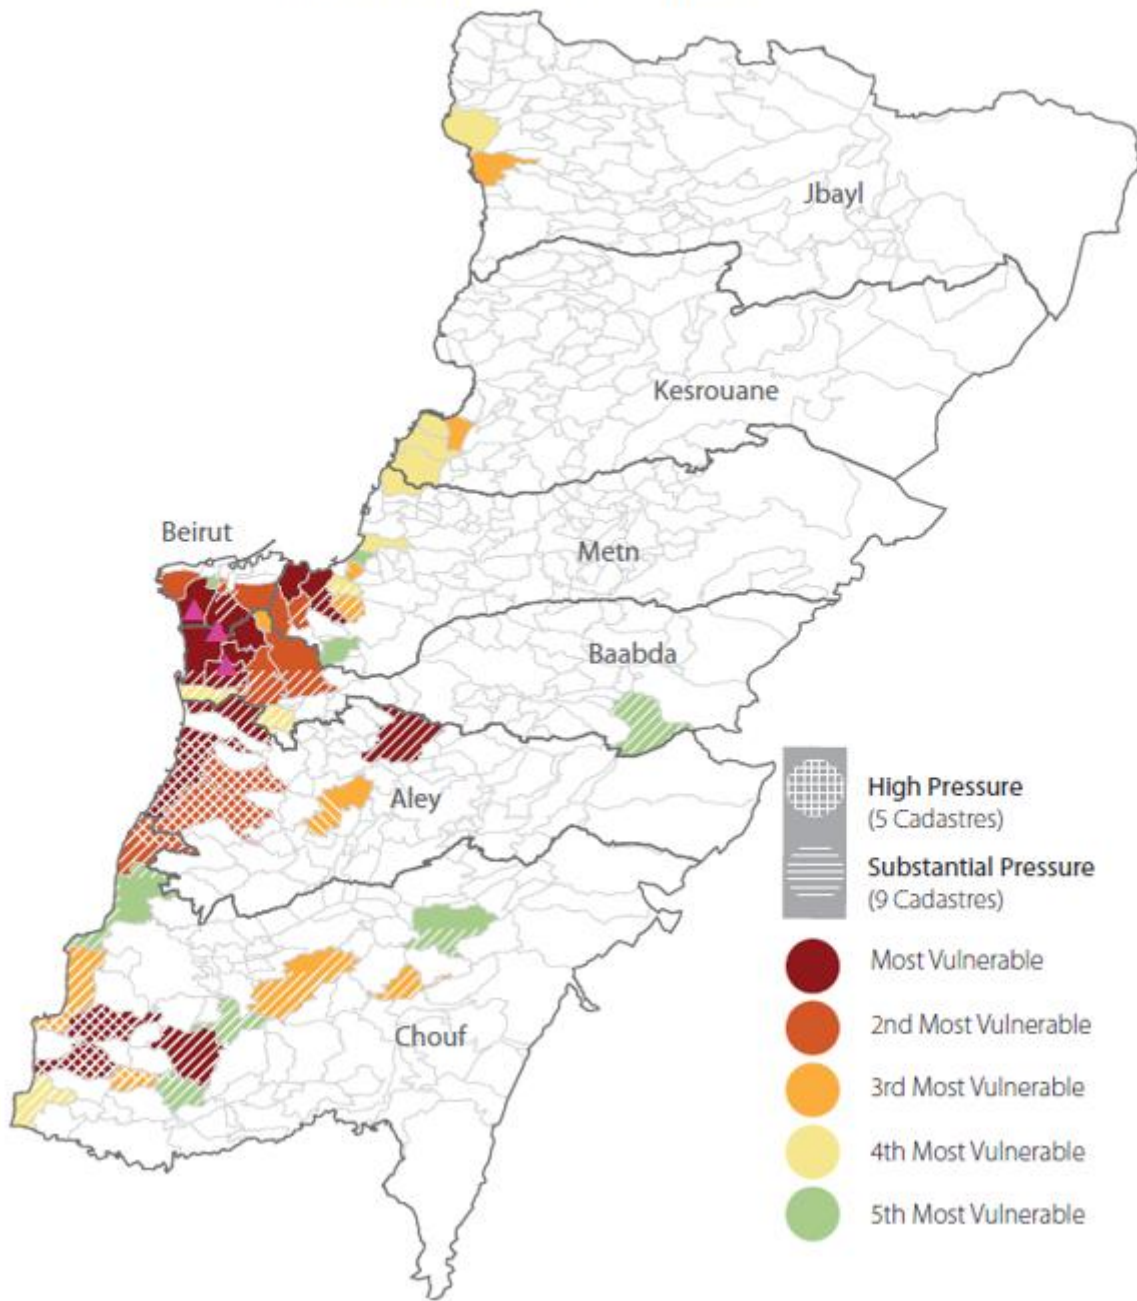 Jbayl
Kesrouane
Beirut
Metn
Baabda
Aley
Chouf
High Pressure
(5 Cadastres)
Substantial Pressure
(9 Cadastres)
Most Vulnerable
2nd Most Vulnerable
3rd Most Vulnerable
4th Most Vulnerable
5th Most Vulnerable